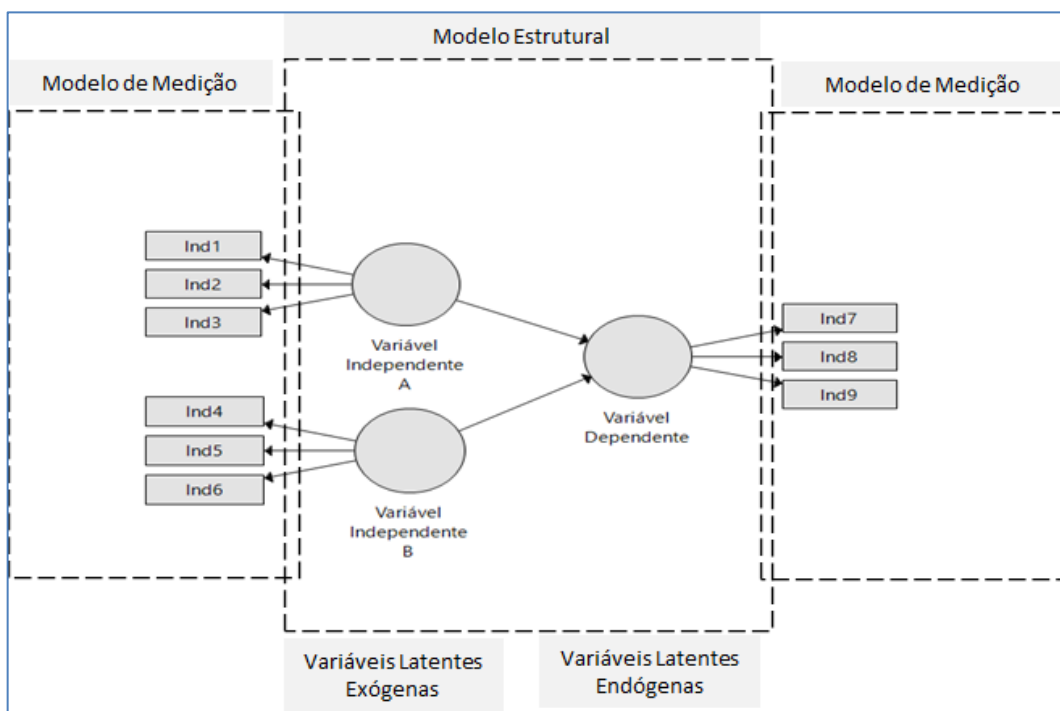 Modelo Estrutural
Modelo de Medição
Modelo de Medição
Ind1
Ind2
Ind3
Variável
Independente
A
Ind4
Ind5
Ind6
Variável
Independente
B
Variável
Dependente
Ind7
Ind8
Ind9
Variáveis Latentes
Exógenas
Variáveis Latentes
Endógenas